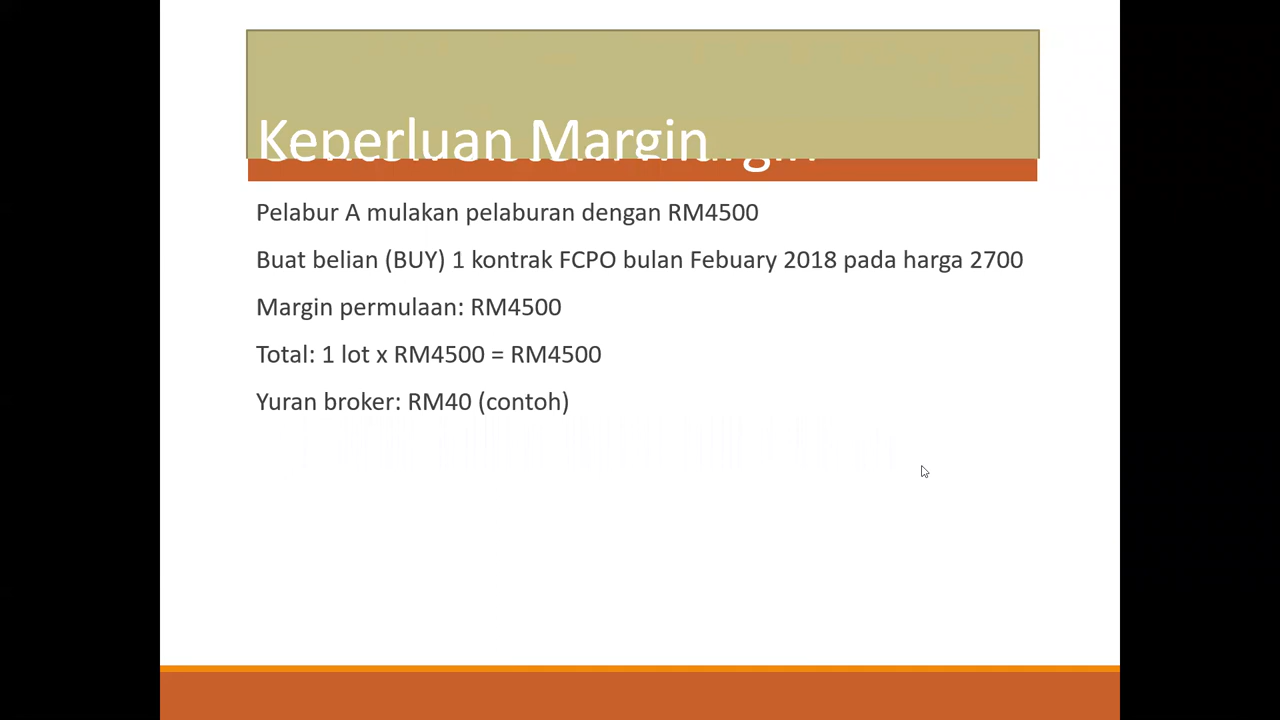 Keperluan Margin
Pelabur A mulakan pelaburan dengan RM4500
Buat belian (BUY) 1 kontrak FCPO bulan Febuary 2018 pada harga 2700
Margin permulaan: RM4500
Total: 1 lot x RM4500 = RM4500
Yuran broker: RM40 (contoh)